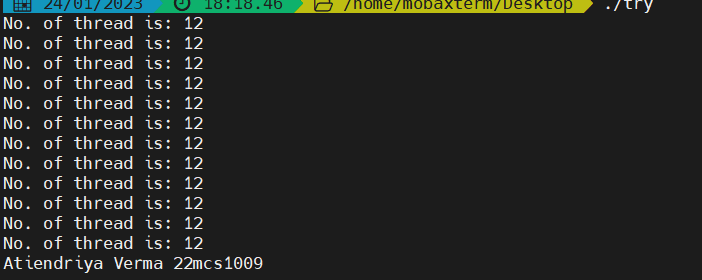 24/01/2023 18:18.46 /home/mobaxterm/Desktop ./try
No. of thread is: 12
No. of thread is: 12
No. of thread is: 12
No. of thread is: 12
No. of thread is: 12
No. of thread is: 12
No. of thread is: 12
No. of thread is: 12
No. of thread is: 12
No. of thread is: 12
No. of thread is: 12
No. of thread is: 12
Atiendriya Verma 22mcs1009